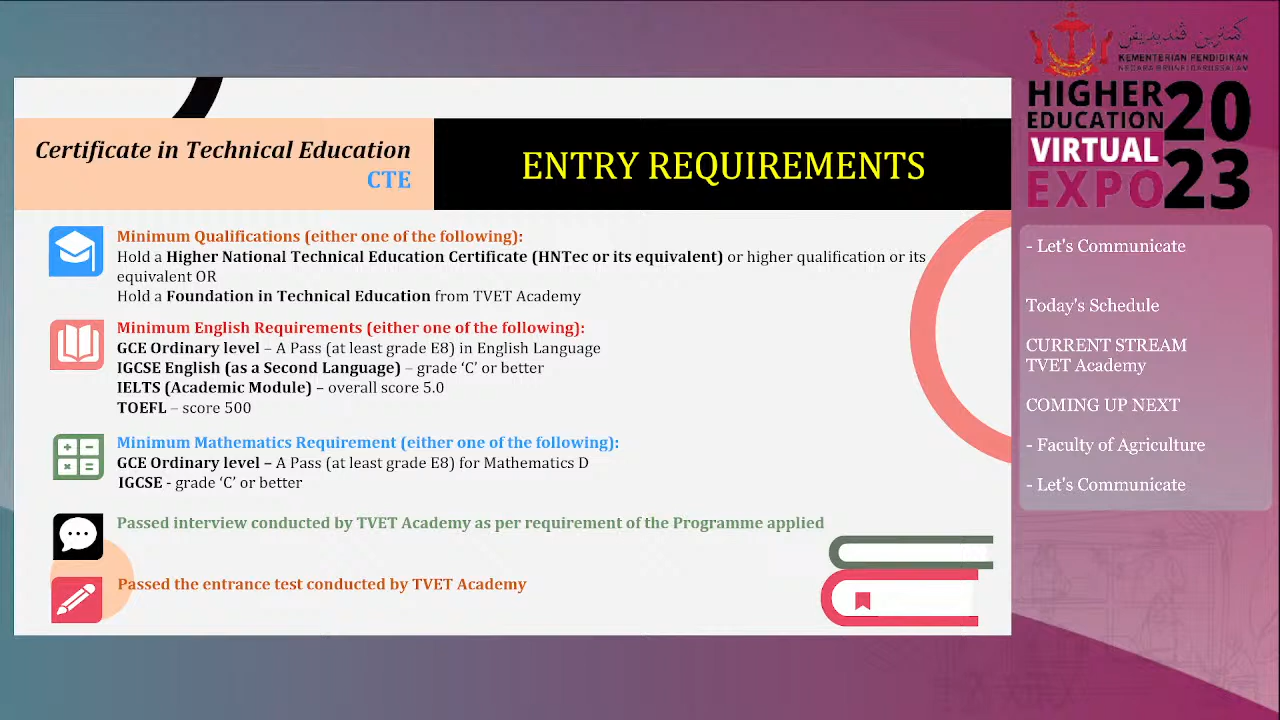 Certificate in Technical Education
CTE
ENTRY REQUIREMENTS
Minimum Qualifications (either one of the following):
Hold a Higher National Technical Education Certificate (HNTec or its equivalent) or higher qualification or its
equivalent OR
Hold a Foundation in Technical Education from TVET Academy
Minimum English Requirements (either one of the following):
GCE Ordinary level – A Pass (at least grade E8) in English Language
IGCSE English (as a Second Language) – grade ‘C’ or better
IELTS (Academic Module) – overall score 5.0
TOEFL – score 500
Minimum Mathematics Requirement (either one of the following):
GCE Ordinary level – A Pass (at least grade E8) for Mathematics D
IGCSE - grade ‘C’ or better
Passed interview conducted by TVET Academy as per requirement of the Programme applied
Passed the entrance test conducted by TVET Academy
KEMENTERIAN PENDIDIKAN
NEGARA BRUNEI DARUSSALAM
HIGHER
EDUCATION
VIRTUAL
EXPO
20
23
- Let's Communicate
Today's Schedule
CURRENT STREAM
TVET Academy
COMING UP NEXT
- Faculty of Agriculture
- Let's Communicate